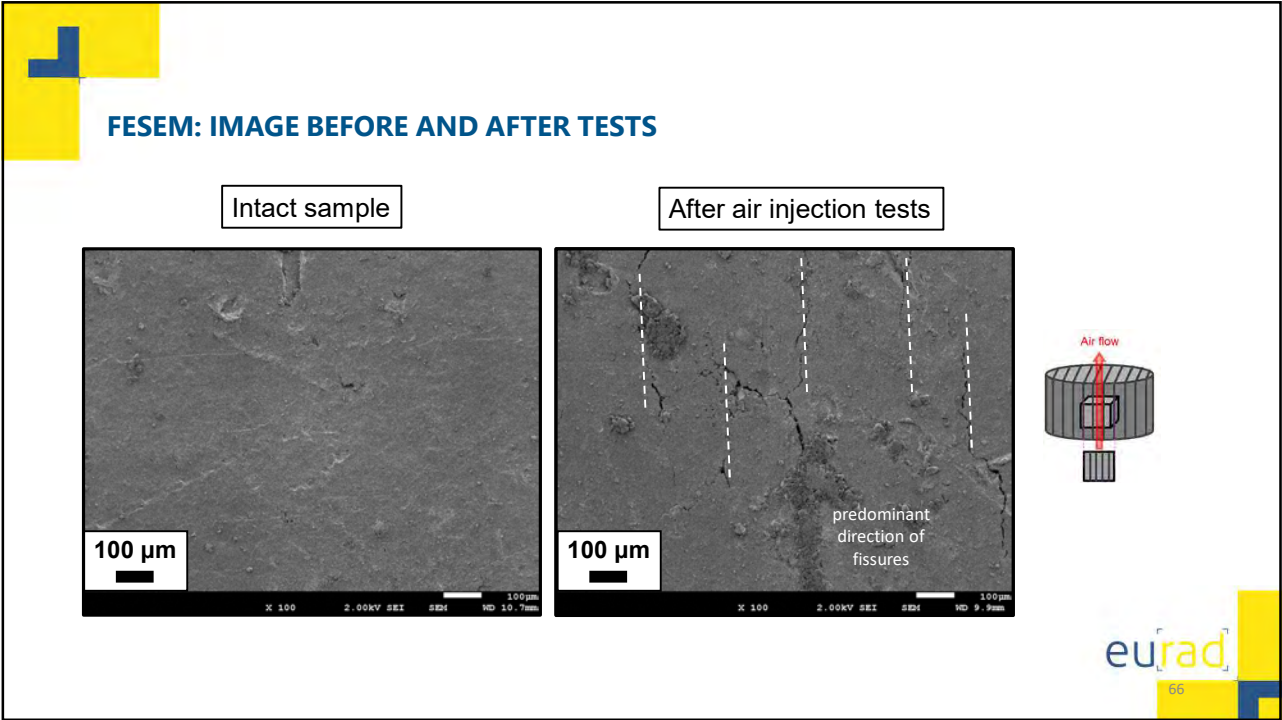 FESEM: IMAGE BEFORE AND AFTER TESTS
Intact sample
After air injection tests
100 µm
X 100 2.00kV SEI SEM WD 10.7mm
100µm
predominant
direction of
fissures
100 µm
X 100 2.00kV SEI SEM WD 9.9mm
100µm
Air flow
eurad
66